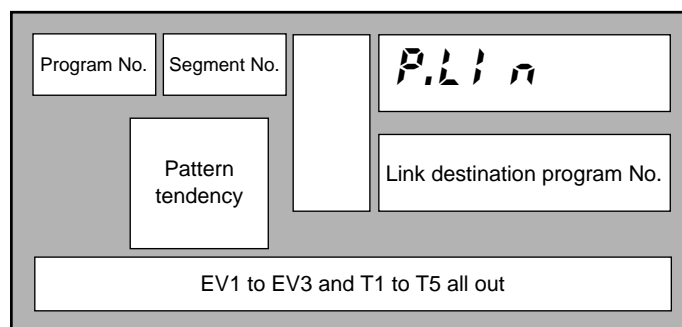 Program No.
Segment No.
P.LI n
Pattern
tendency
Link destination program No.
EV1 to EV3 and T1 to T5 all out